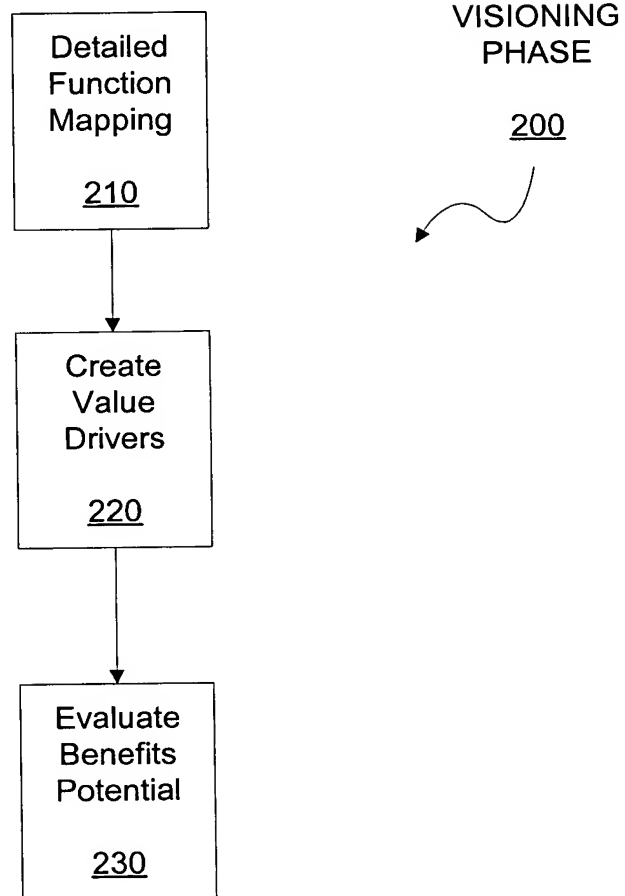 Detailed
Function
Mapping
210
VISIONING
PHASE
200
Create
Value
Drivers
220
Evaluate
Benefits
Potential
230